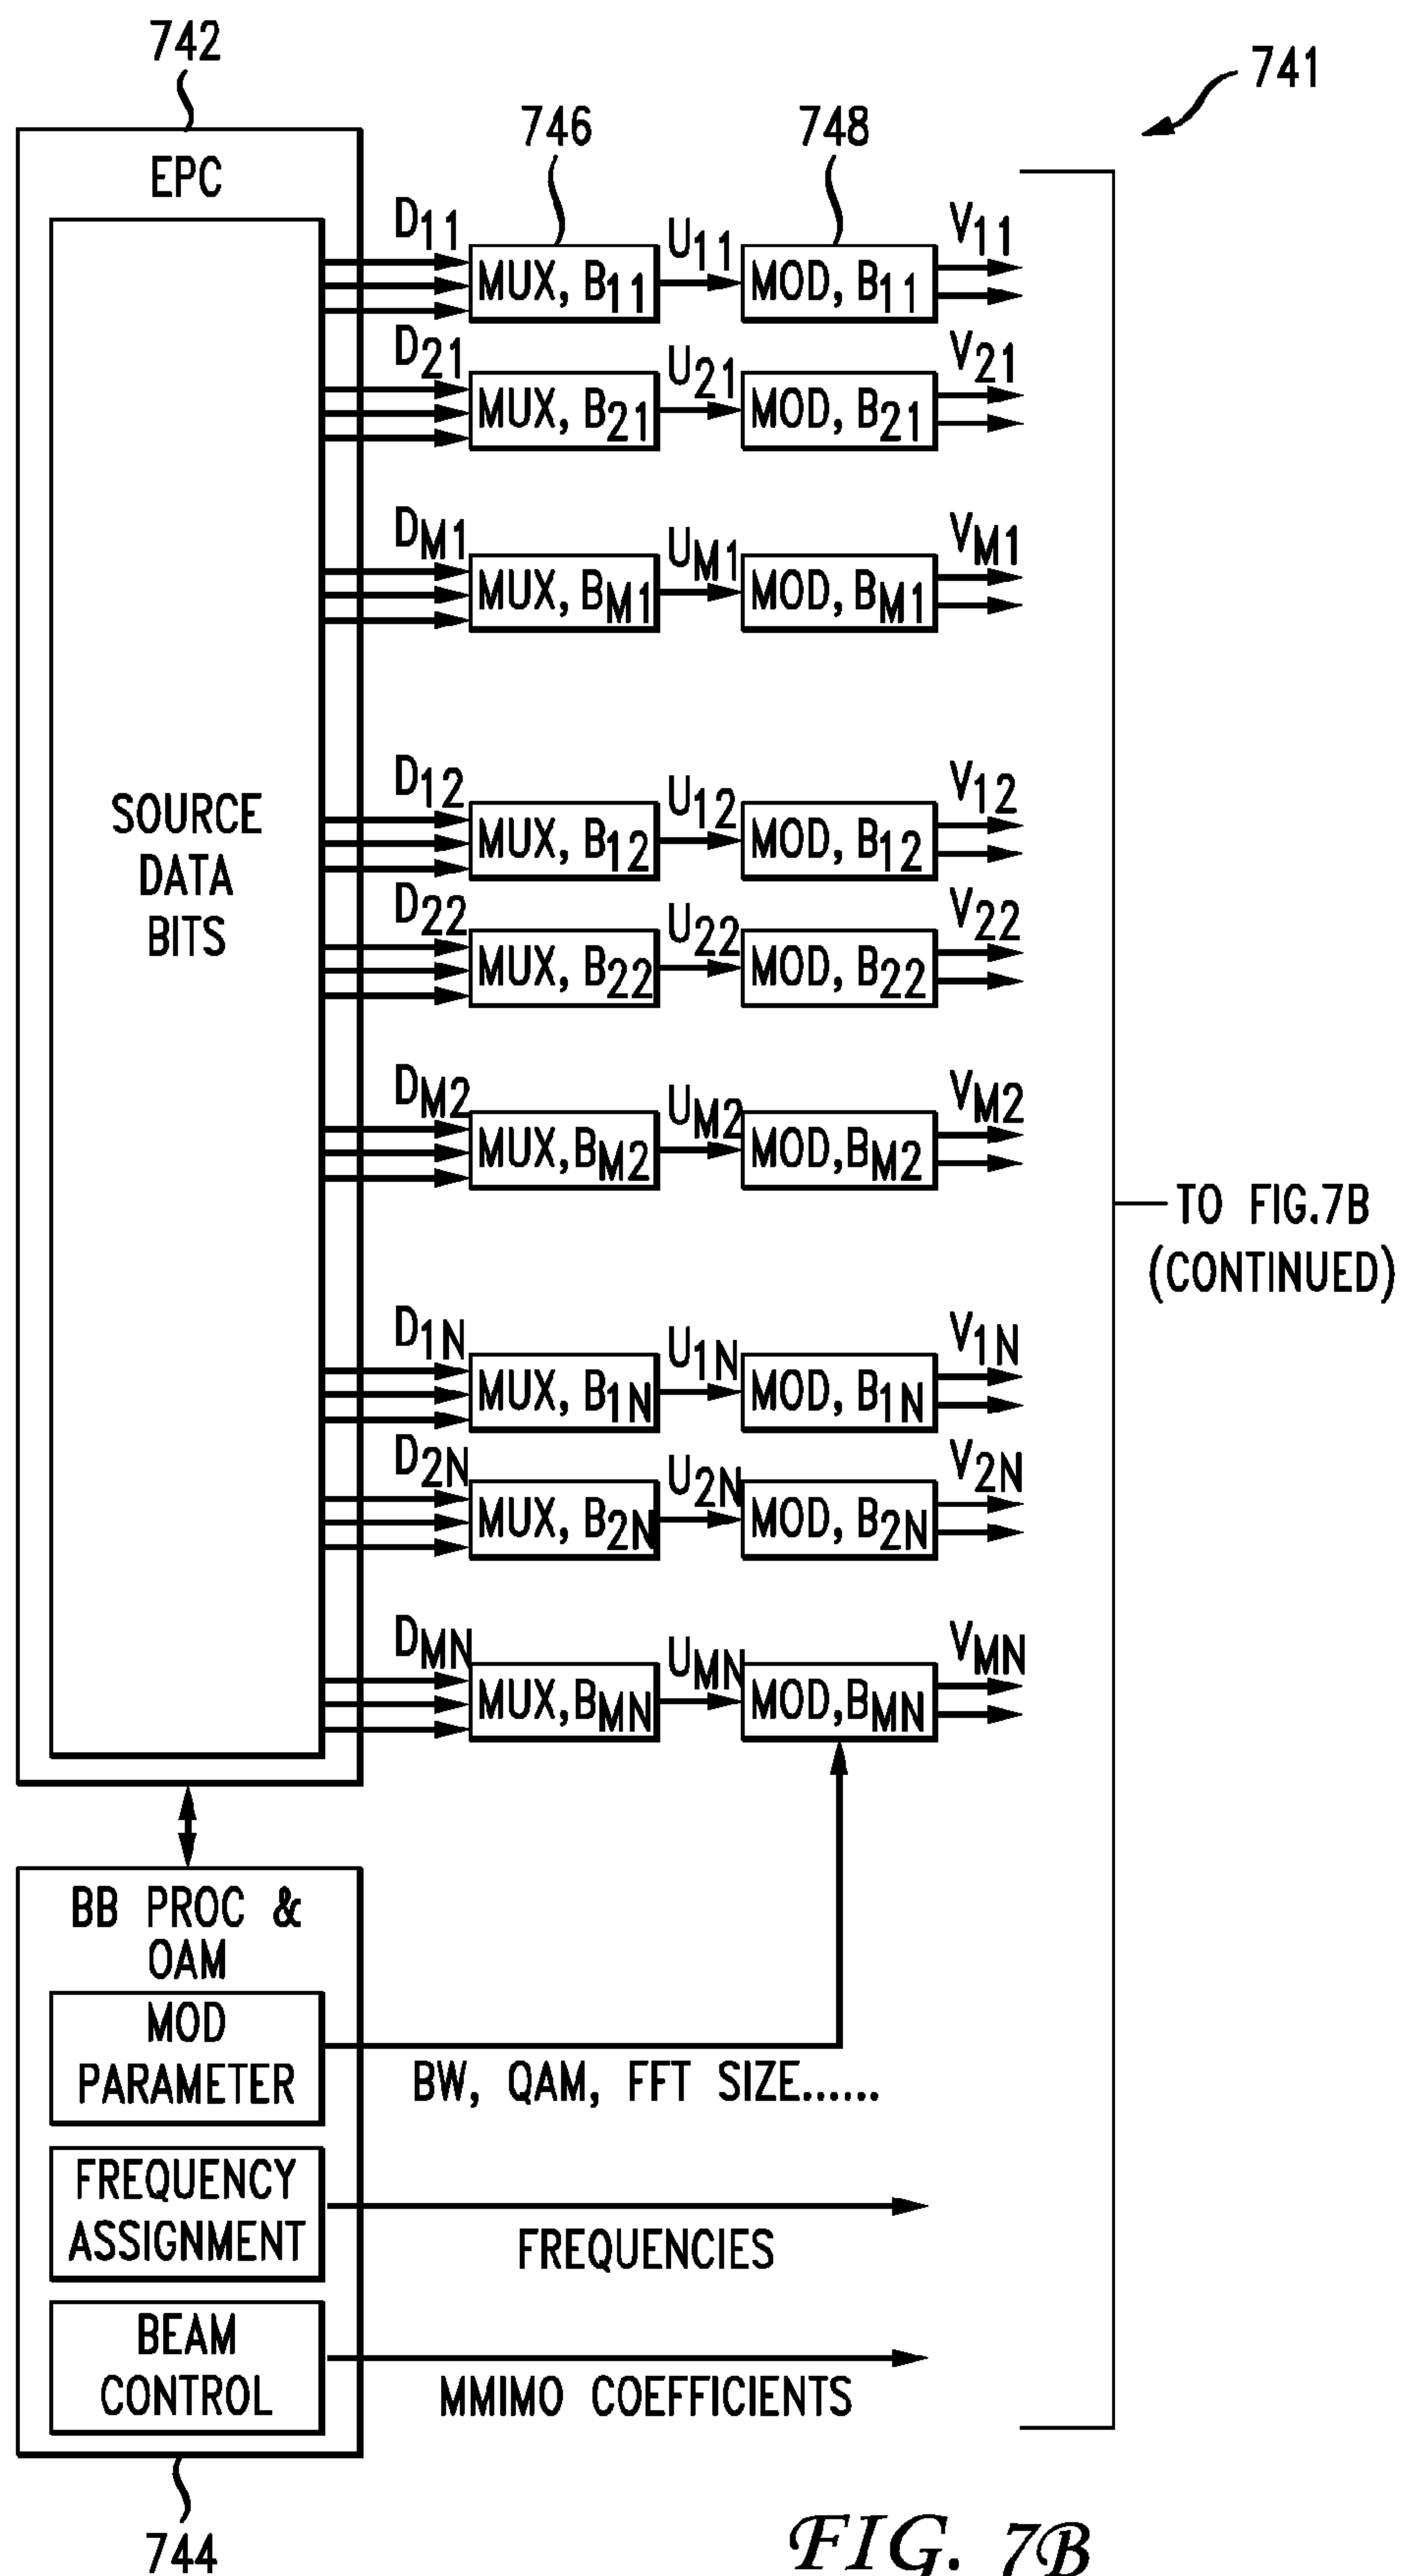 742
741
746
748
EPC
D11
U11
V11
MUX, B11
MOD, B11
D21
U21
V21
MUX, B21
MOD, B21
DM1
UM1
VM1
MUX, BM1
MOD, BM1
SOURCE
DATA
BITS
D12
U12
V12
MUX, B12
MOD, B12
D22
U22
V22
MUX, B22
MOD, B22
DM2
UM2
VM2
MUX,BM2
MOD,BM2
TO FIG.7B
(CONTINUED)
D1N
U1N
V1N
MUX, B1N
MOD, B1N
D2N
U2N
V2N
MUX, B2N
MOD, B2N
DMN
UMN
VMN
MUX,BMN
MOD,BMN
BB PROC &
OAM
MOD
PARAMETER
BW, QAM, FFT SIZE......
FREQUENCY
ASSIGNMENT
FREQUENCIES
BEAM
CONTROL
MMIMO COEFFICIENTS
744
FIG. 7B